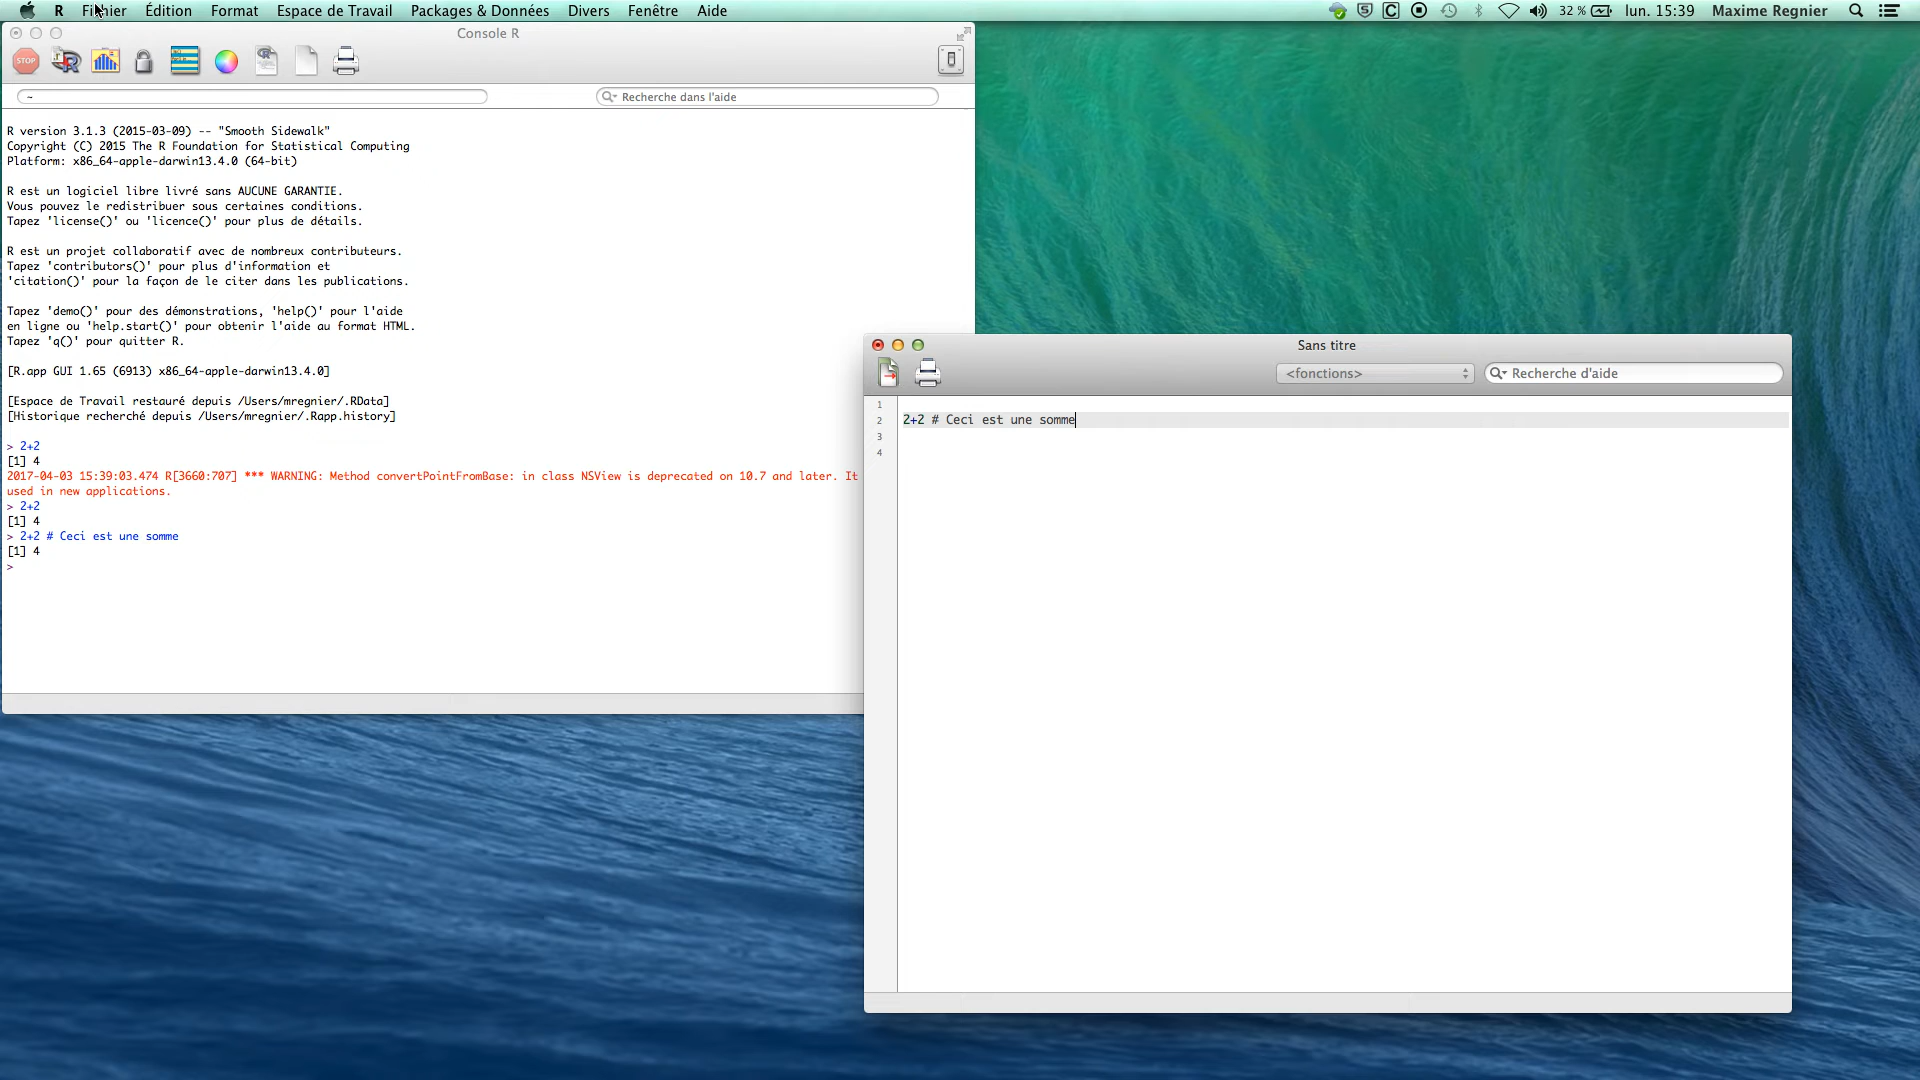 R Fichier Édition Format Espace de Travail Packages & Données Divers Fenêtre Aide 32 % lun. 15:39 Maxime Regnier
Console R
STOP
~
Recherche dans l'aide
R version 3.1.3 (2015-03-09) -- "Smooth Sidewalk"
Copyright (C) 2015 The R Foundation for Statistical Computing
Platform: x86_64-apple-darwin13.4.0 (64-bit)
R est un logiciel libre livré sans AUCUNE GARANTIE.
Vous pouvez le redistribuer sous certaines conditions.
Tapez 'license()' ou 'licence()' pour plus de détails.
R est un projet collaboratif avec de nombreux contributeurs.
Tapez 'contributors()' pour plus d'information et
'citation()' pour la façon de le citer dans les publications.
Tapez 'demo()' pour des démonstrations, 'help()' pour l'aide
en ligne ou 'help.start()' pour obtenir l'aide au format HTML.
Tapez 'q()' pour quitter R.
[R.app GUI 1.65 (6913) x86_64-apple-darwin13.4.0]
[Espace de Travail restauré depuis /Users/mregnier/.RData]
[Historique recherché depuis /Users/mregnier/.Rapp.history]
> 2+2
[1] 4
2017-04-03 15:39:03.474 R[3660:707] *** WARNING: Method convertPointFromBase: in class NSView is deprecated on 10.7 and later. It
used in new applications.
> 2+2
[1] 4
> 2+2 # Ceci est une somme
[1] 4
>
Sans titre
<fonctions>
Recherche d'aide
1
2 2+2 # Ceci est une somme
3
4